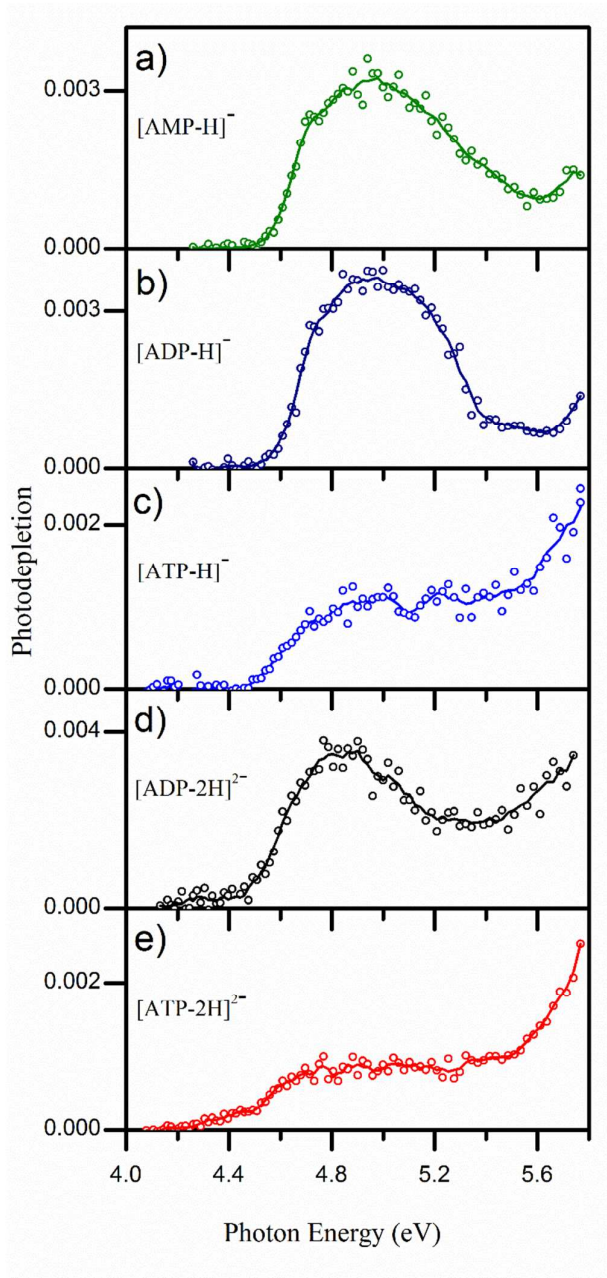 a)
0.003
[AMP-H]⁻
0.000
b)
0.003
[ADP-H]⁻
0.000
c)
0.002
[ATP-H]⁻
0.000
d)
0.004
[ADP-2H]²⁻
0.000
e)
0.002
[ATP-2H]²⁻
0.000
Photodepletion
4.0 4.4 4.8 5.2 5.6
Photon Energy (eV)